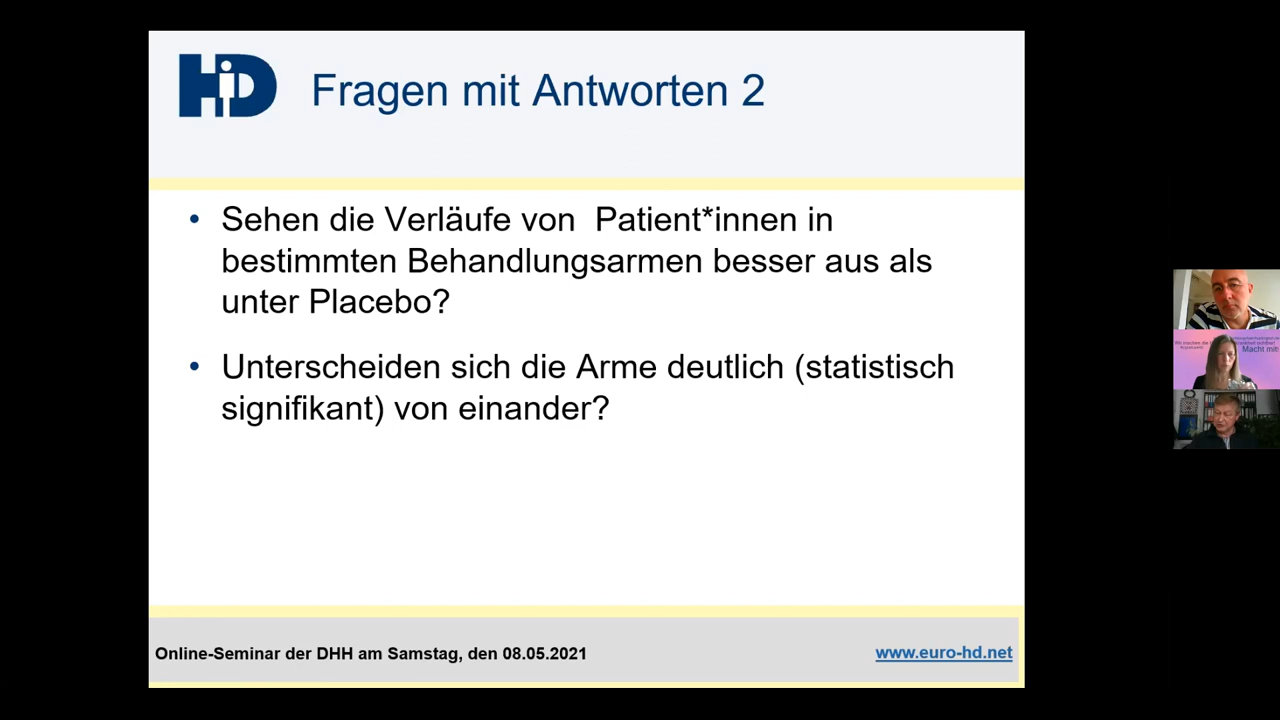 HD Fragen mit Antworten 2
• Sehen die Verläufe von Patient*innen in
bestimmten Behandlungsarmen besser aus als
unter Placebo?
• Unterscheiden sich die Arme deutlich (statistisch
signifikant) von einander?
Online-Seminar der DHH am Samstag, den 08.05.2021
www.euro-hd.net
Macht mit!